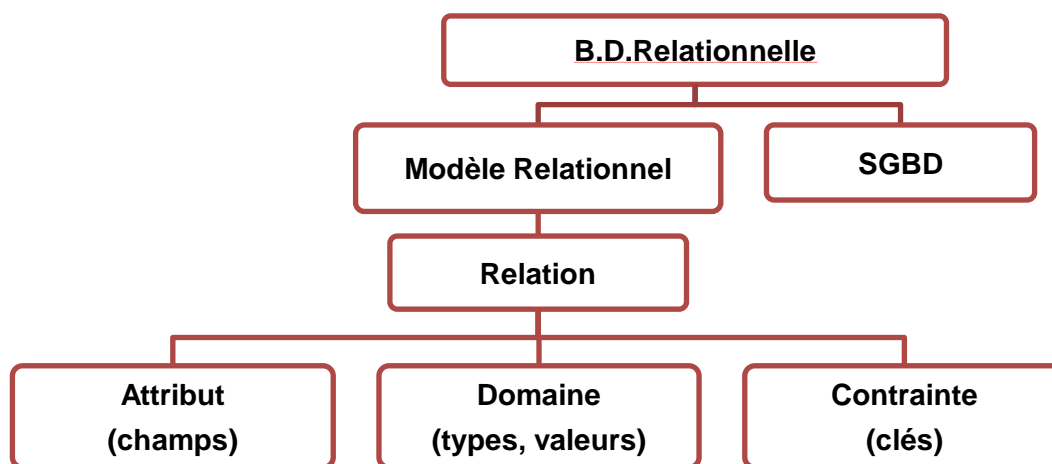 B.D.Relationnelle
Modèle Relationnel
SGBD
Relation
Attribut
(champs)
Domaine
(types, valeurs)
Contrainte
(clés)